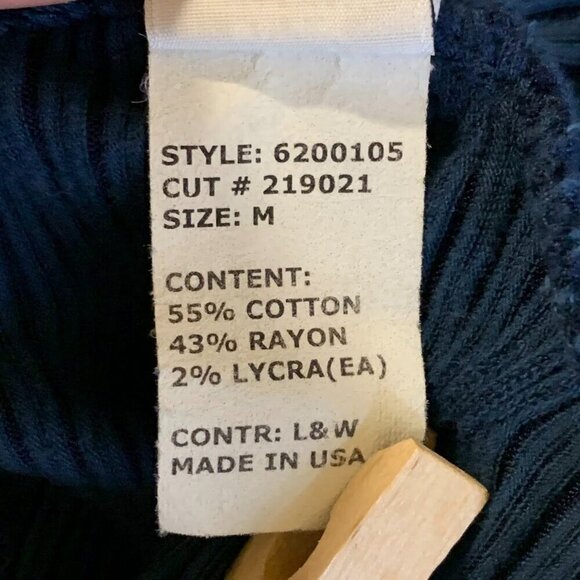 STYLE: 6200105
CUT # 219021
SIZE: M
CONTENT:
55% COTTON
43% RAYON
2% LYCRA(EA)
CONTR: L&W
MADE IN USA